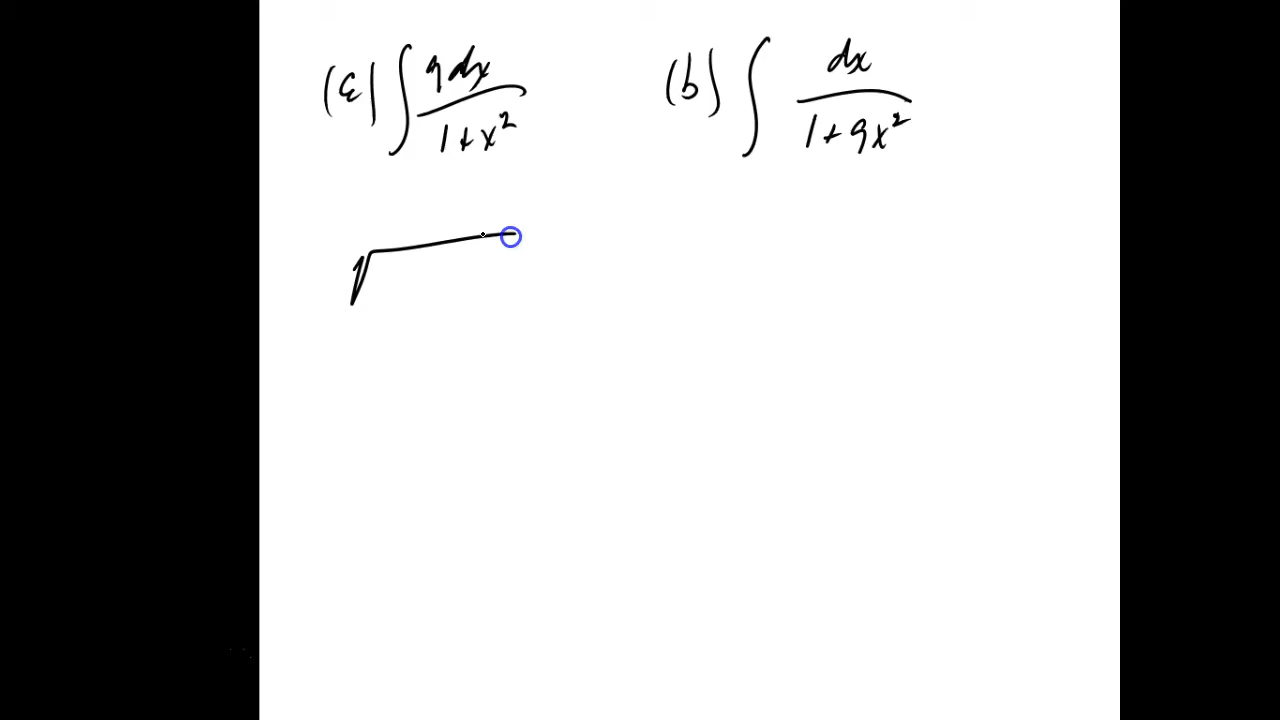 (a) ∫ 9dx / 1+x² (b) ∫ dx / 1+9x²
√